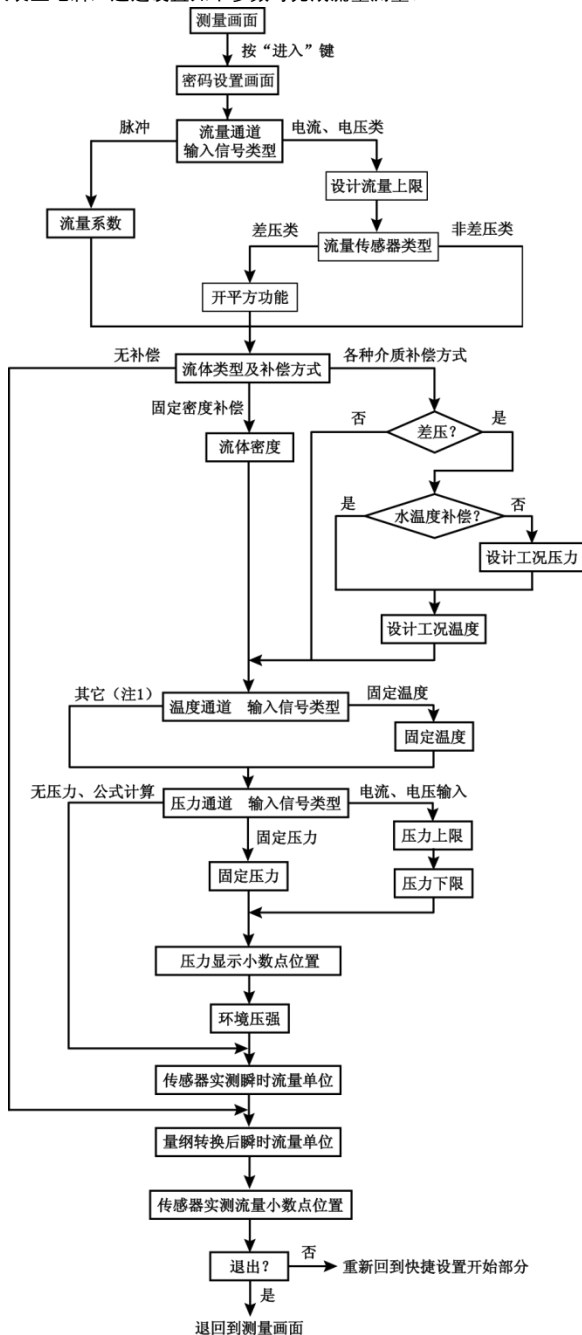 测量画面
按“进入”键
密码设置画面
脉冲
流量通道
输入信号类型
电流、电压类
设计流量上限
流量系数
差压类
流量传感器类型
非差压类
开平方功能
无补偿
流体类型及补偿方式
各种介质补偿方式
固定密度补偿
否
差压？
是
流体密度
是
水温度补偿？
否
设计工况压力
设计工况温度
其它（注1）
温度通道 输入信号类型
固定温度
固定温度
无压力、公式计算
压力通道 输入信号类型
电流、电压输入
固定压力
压力上限
固定压力
压力下限
压力显示小数点位置
环境压强
传感器实测瞬时流量单位
量纲转换后瞬时流量单位
传感器实测流量小数点位置
退出？
否
重新回到快捷设置开始部分
是
退回到测量画面